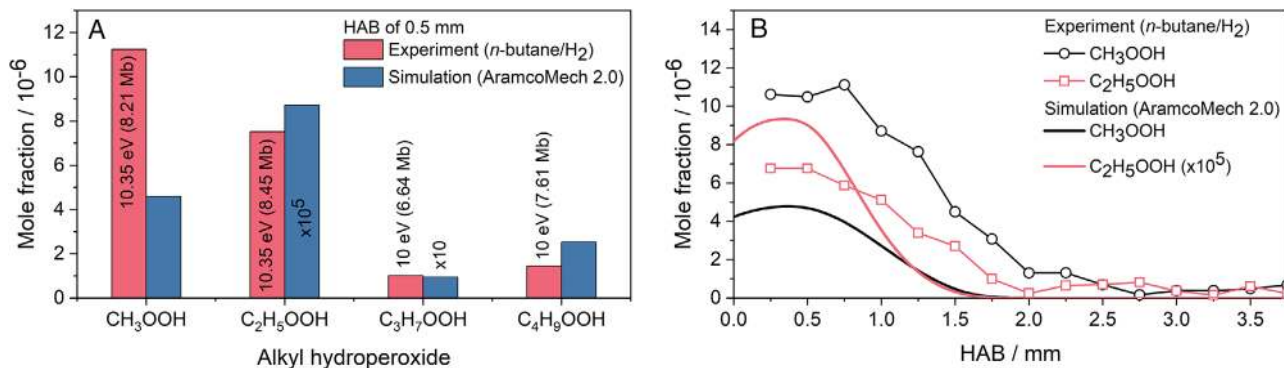 A
HAB of 0.5 mm
Experiment (n-butane/H2)
Simulation (AramcoMech 2.0)
Mole fraction / 10-6
12
10
8
6
4
2
0
10.35 eV (8.21 Mb)
10.35 eV (8.45 Mb)
x10^5
10 eV (6.64 Mb)
x10
10 eV (7.61 Mb)
CH3OOH
C2H5OOH
C3H7OOH
C4H9OOH
Alkyl hydroperoxide
B
Experiment (n-butane/H2)
CH3OOH
C2H5OOH
Simulation (AramcoMech 2.0)
CH3OOH
C2H5OOH (x10^5)
Mole fraction / 10-6
14
12
10
8
6
4
2
0
0.0
0.5
1.0
1.5
2.0
2.5
3.0
3.5
HAB / mm